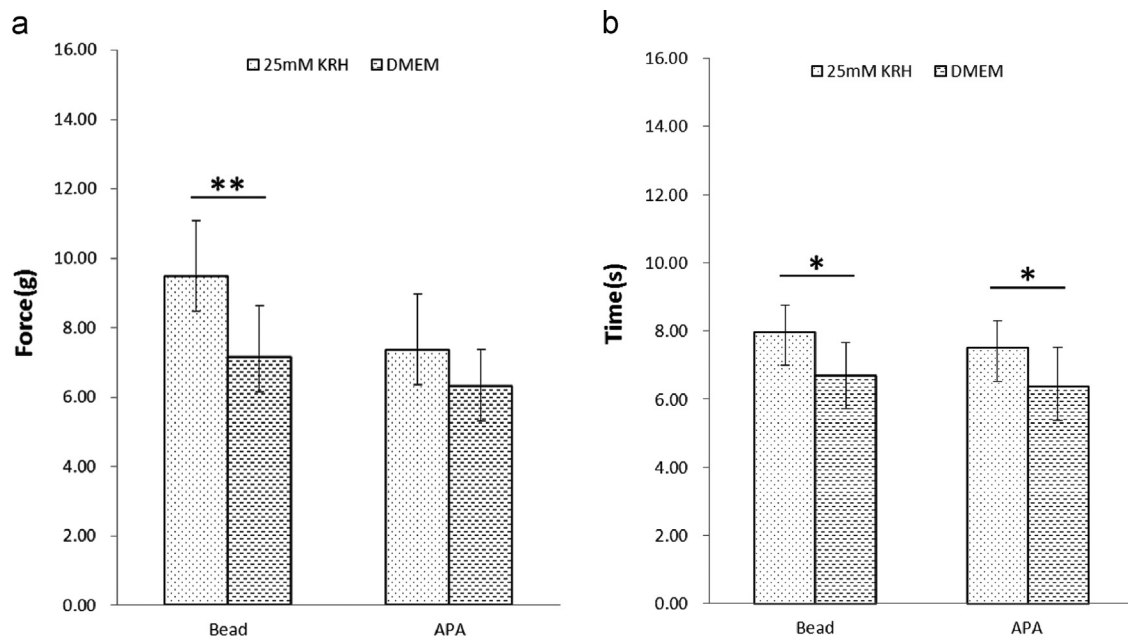 a
16.00
25mM KRH DMEM
14.00
12.00
**
10.00
8.00
6.00
4.00
2.00
0.00
Force(g)
Bead APA
b
16.00
25mM KRH DMEM
14.00
12.00
10.00
* *
8.00
6.00
4.00
2.00
0.00
Time(s)
Bead APA